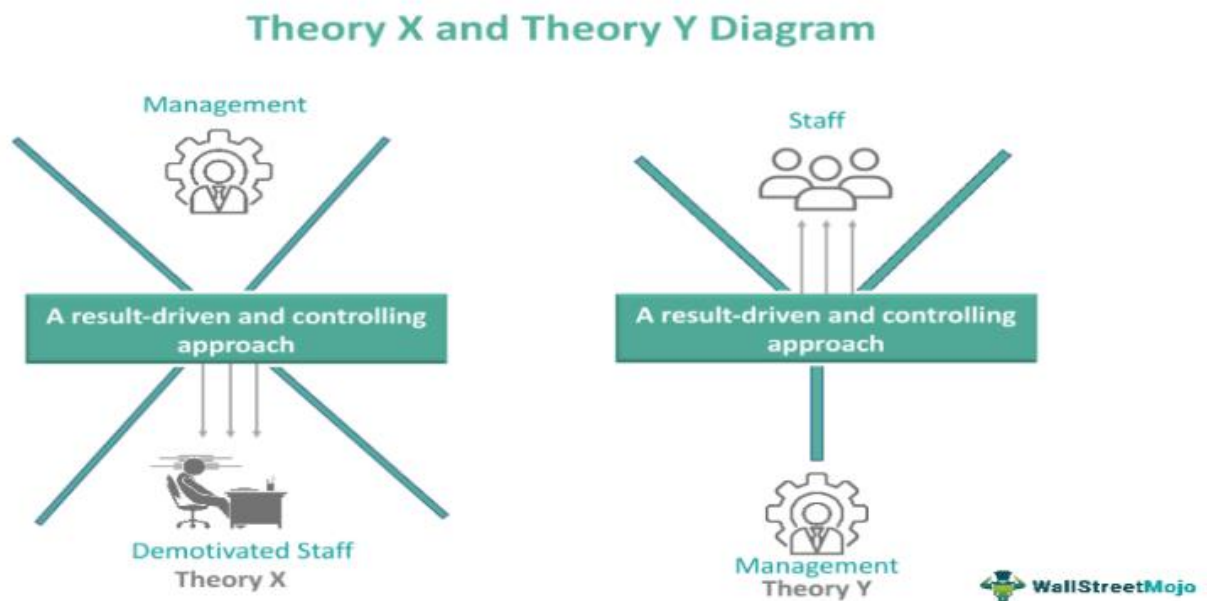 Theory X and Theory Y Diagram
Management
A result-driven and controlling
approach
Demotivated Staff
Theory X
Staff
A result-driven and controlling
approach
Management
Theory Y
WallStreetMojo